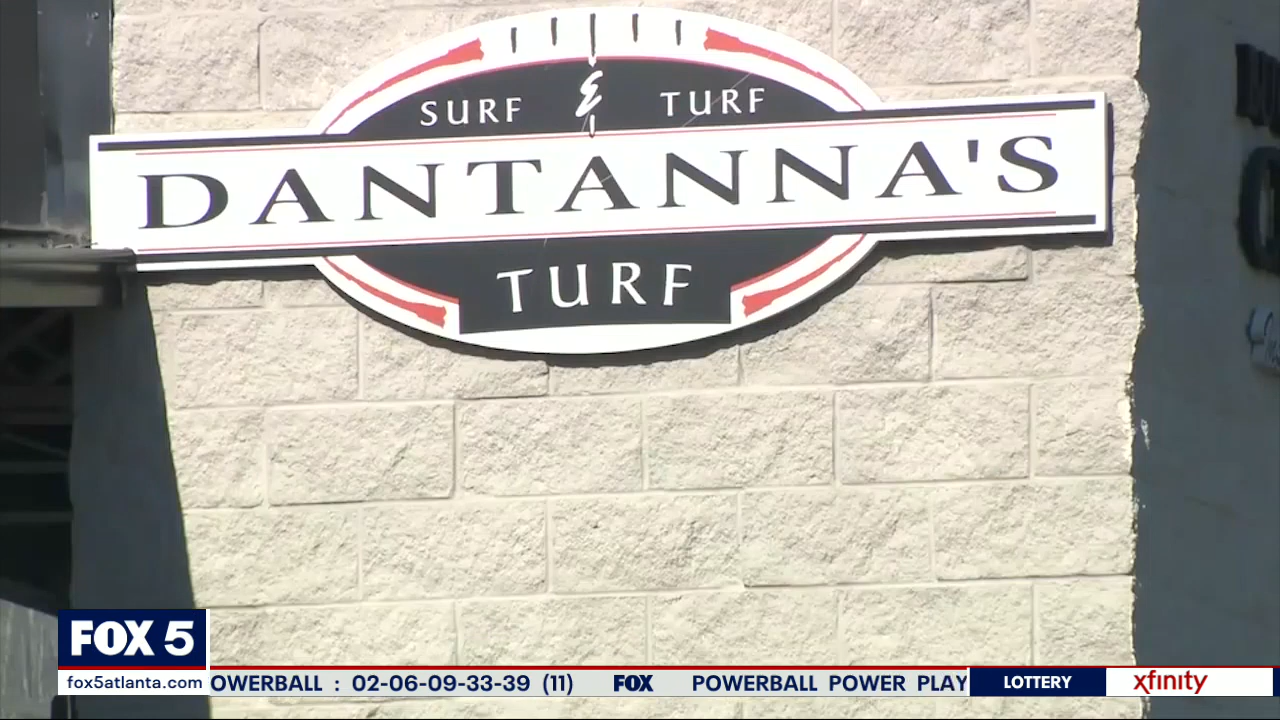 SURF & TURF
DANTANNA'S
TURF
FOX 5
fox5atlanta.com
OWERBALL : 02-06-09-33-39 (11) FOX POWERBALL POWER PLAY
LOTTERY
xfinity